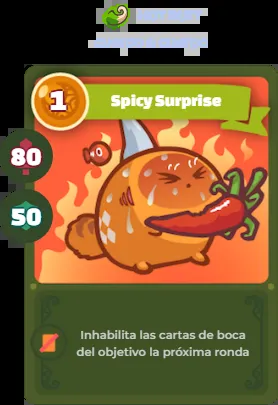 1
Spicy Surprise
80
50
Inhabilita las cartas de boca
del objetivo la próxima ronda